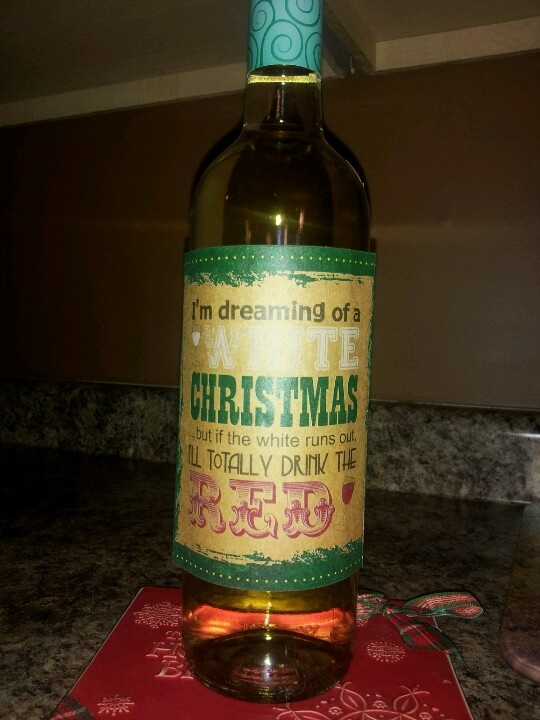 I'm dreaming of a
WHITE
CHRISTMAS
...but if the white runs out,
I'LL TOTALLY DRINK THE
RED